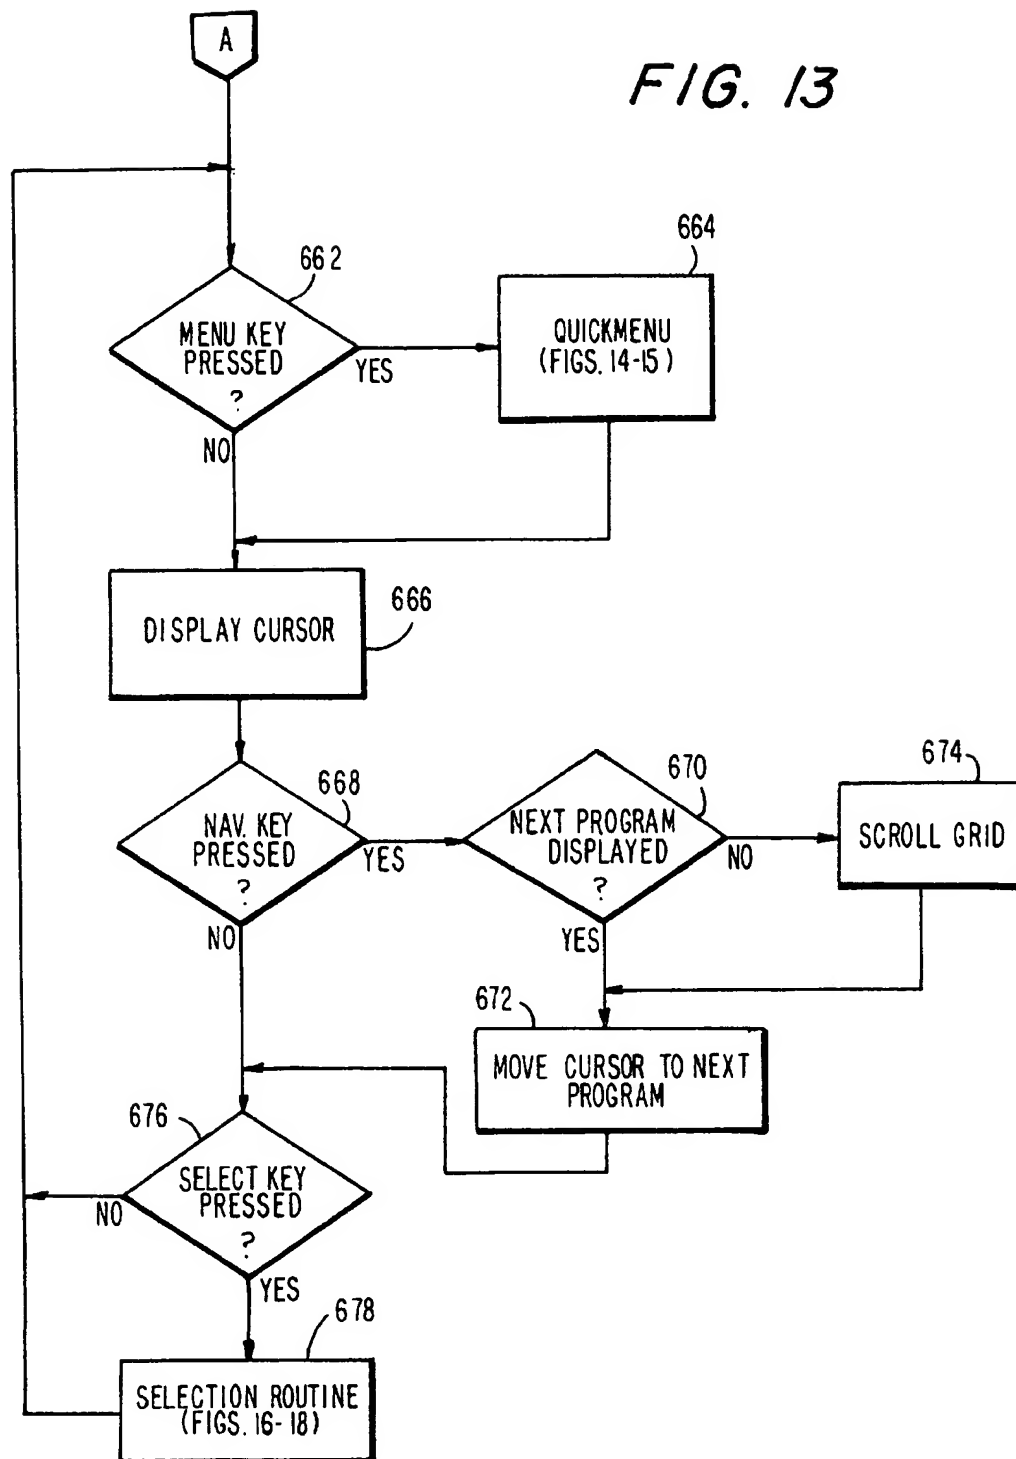 A
FIG. 13
662
MENU KEY
PRESSED
?
YES
NO
664
QUICKMENU
(FIGS. 14-15)
666
DISPLAY CURSOR
668
NAV. KEY
PRESSED
?
YES
NO
670
NEXT PROGRAM
DISPLAYED
?
NO
YES
674
SCROLL GRID
672
MOVE CURSOR TO NEXT
PROGRAM
676
SELECT KEY
PRESSED
?
NO
YES
678
SELECTION ROUTINE
(FIGS. 16-18)